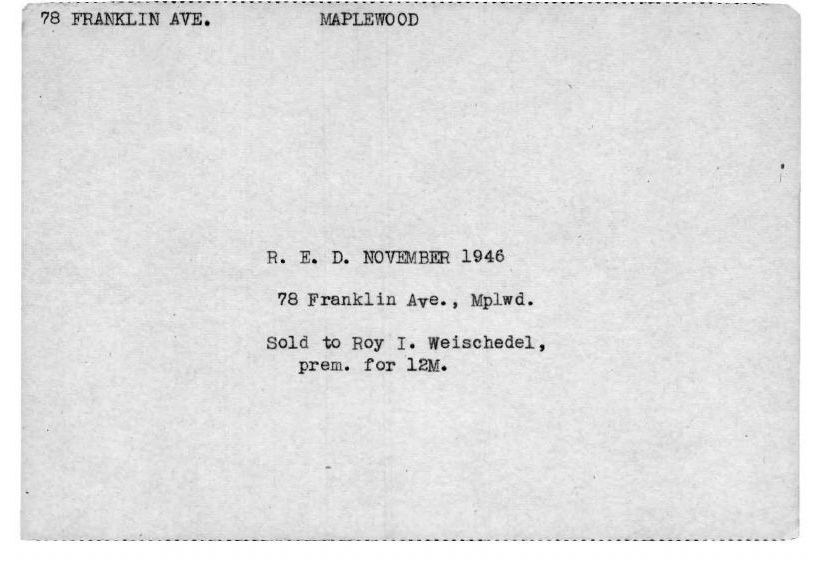 78 FRANKLIN AVE. MAPLEWOOD
R. E. D. NOVEMBER 1946
78 Franklin Ave., Mplwd.
Sold to Roy I. Weischedel,
prem. for 12M.